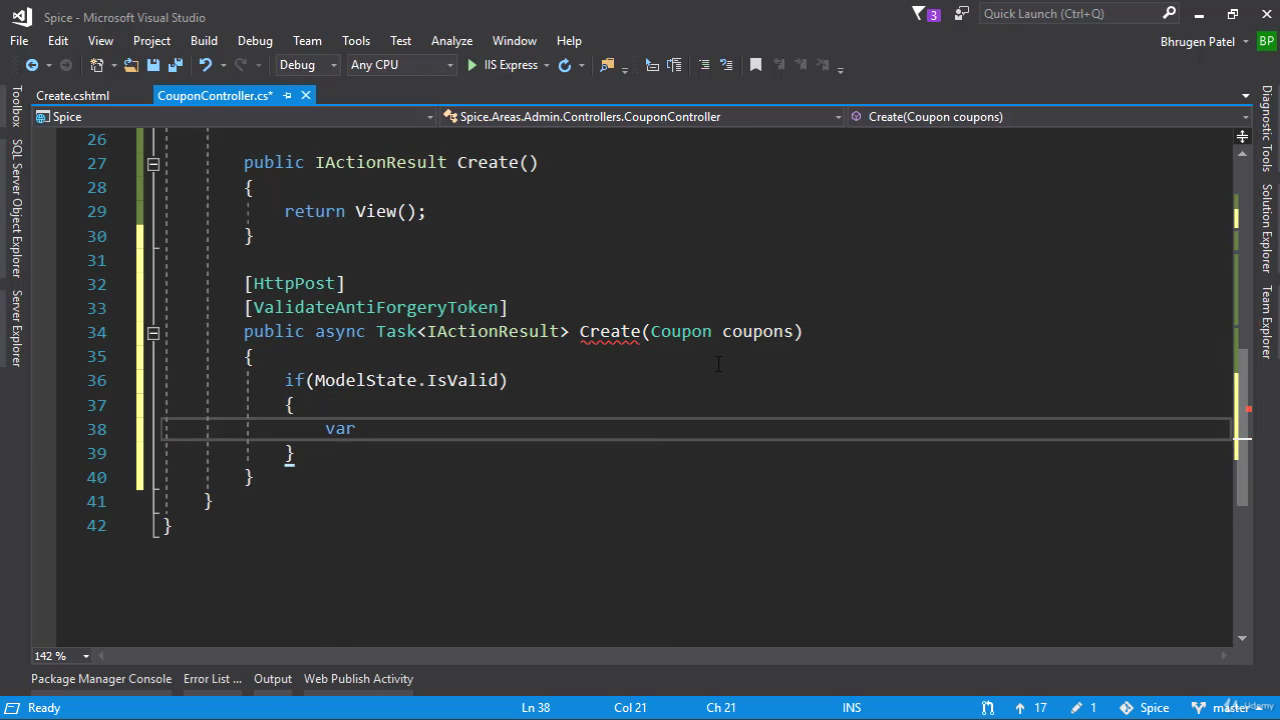 Spice - Microsoft Visual Studio
3
Quick Launch (Ctrl+Q)
File Edit View Project Build Debug Team Tools Test Analyze Window Help
Bhrugen Patel BP
Debug Any CPU IIS Express
Create.cshtml CouponController.cs*
Spice Spice.Areas.Admin.Controllers.CouponController Create(Coupon coupons)
Toolbox
SQL Server Object Explorer
Server Explorer
Diagnostic Tools
Solution Explorer
Team Explorer
26
27 public IActionResult Create()
28 {
29 return View();
30 }
31
32 [HttpPost]
33 [ValidateAntiForgeryToken]
34 public async Task<IActionResult> Create(Coupon coupons)
35 {
36 if(ModelState.IsValid)
37 {
38 var
39 }
40 }
41 }
42 }
142 %
Package Manager Console Error List ... Output Web Publish Activity
Ready Ln 38 Col 21 Ch 21 INS 17 1 Spice master
Udemy